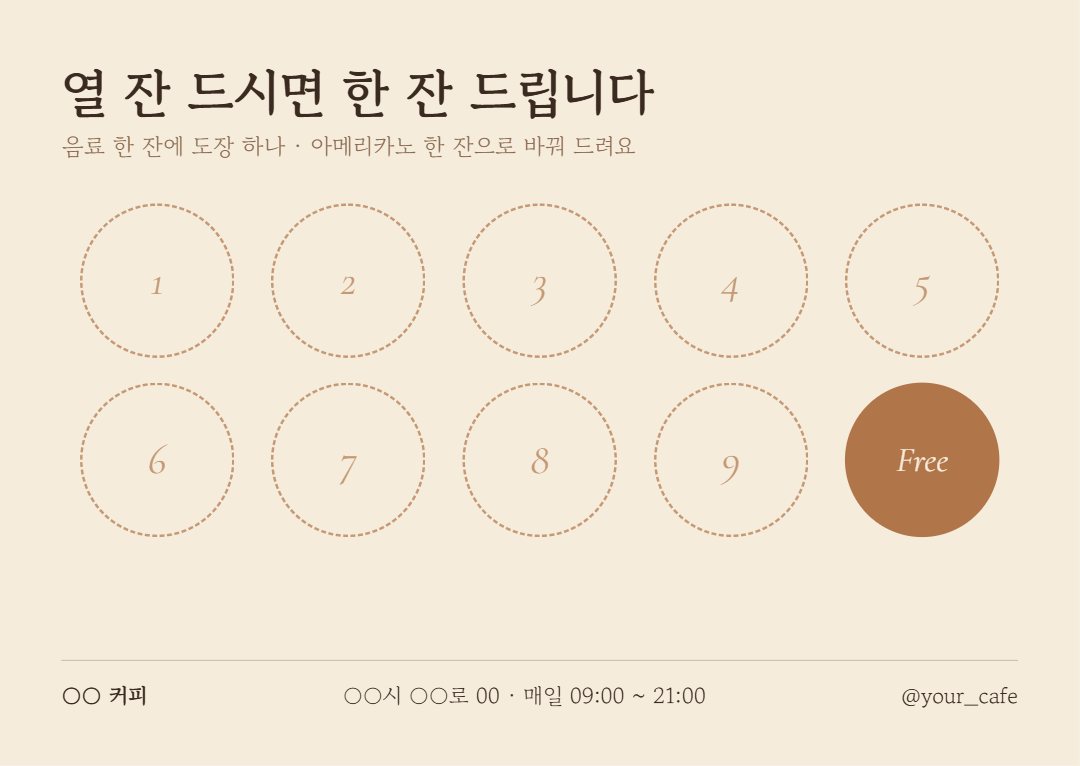 열 잔 드시면 한 잔 드립니다
음료 한 잔에 도장 하나 · 아메리카노 한 잔으로 바꿔 드려요
1 2 3 4 5
6 7 8 9 Free
○○ 커피 ○○시 ○○로 00 · 매일 09:00 ~ 21:00 @your_cafe